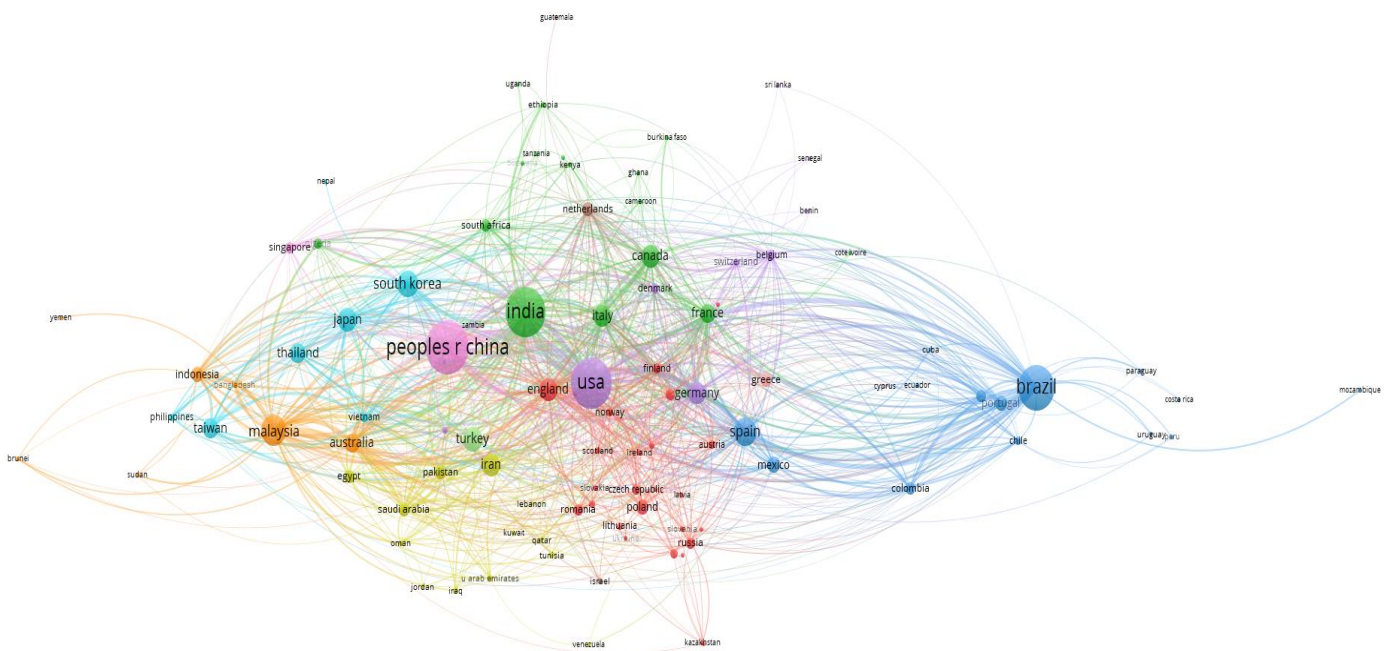 guatemala
uganda
sri lanka
ethiopia
burkina faso
tanzania
kenya
senegal
ghana
nepal
cameroon
netherlands
benin
south africa
singapore
canada
switzerland
belgium
cote ivoire
south korea
denmark
india
italy
france
yemen
japan
zambia
peoples r china
thailand
cuba
indonesia
bangladesh
finland
usa
greece
england
germany
cyprus
ecuador
brazil
paraguay
mozambique
costa rica
portugal
philippines
vietnam
norway
taiwan
malaysia
australia
turkey
spain
chile
uruguay
peru
scotland
ireland
austria
brunei
sudan
egypt
pakistan
iran
mexico
colombia
slovakia
czech republic
latvia
saudi arabia
lebanon
romania
poland
lithuania
slovenia
kuwait
qatar
ukraine
russia
oman
tunisia
jordan
iraq
u arab emirates
israel
venezuela
kazakhstan